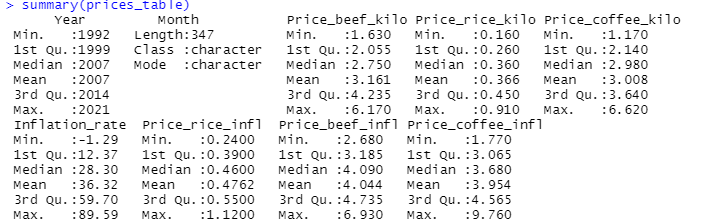 > summary(prices_table)
Year Month Price_beef_kilo Price_rice_kilo Price_coffee_kilo
Min. :1992 Length:347 Min. :1.630 Min. :0.160 Min. :1.170
1st Qu.:1999 Class :character 1st Qu.:2.055 1st Qu.:0.260 1st Qu.:2.140
Median :2007 Mode :character Median :2.750 Median :0.360 Median :2.980
Mean :2007 Mean :3.161 Mean :0.366 Mean :3.008
3rd Qu.:2014 3rd Qu.:4.235 3rd Qu.:0.450 3rd Qu.:3.640
Max. :2021 Max. :6.170 Max. :0.910 Max. :6.620
Inflation_rate Price_rice_infl Price_beef_infl Price_coffee_infl
Min. :-1.29 Min. :0.2400 Min. :2.680 Min. :1.770
1st Qu.:12.37 1st Qu.:0.3900 1st Qu.:3.185 1st Qu.:3.065
Median :28.30 Median :0.4600 Median :4.090 Median :3.680
Mean :36.32 Mean :0.4762 Mean :4.044 Mean :3.954
3rd Qu.:59.70 3rd Qu.:0.5500 3rd Qu.:4.735 3rd Qu.:4.565
Max. :89.59 Max. :1.1200 Max. :6.930 Max. :9.760